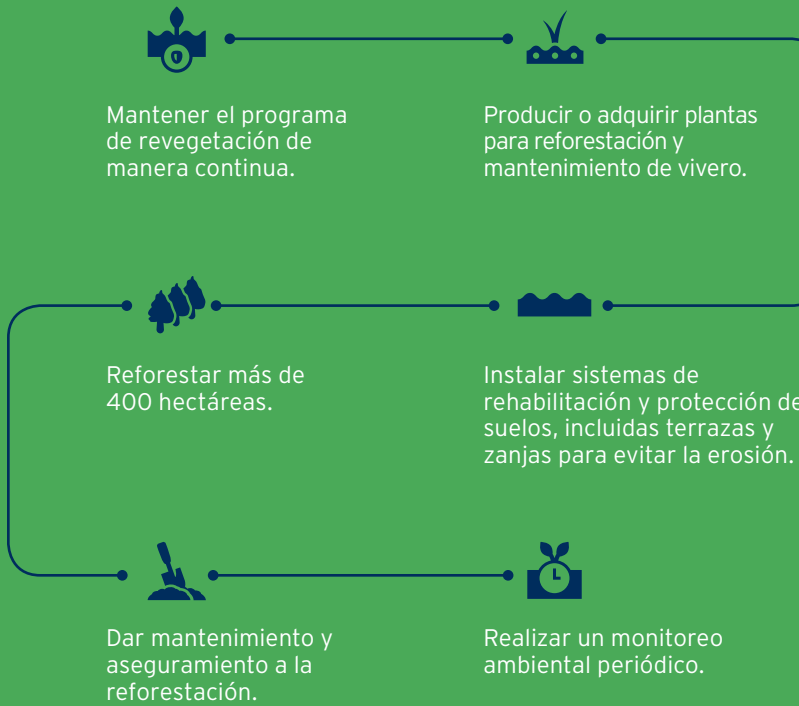 Mantener el programa
de revegetación de
manera continua.
Producir o adquirir plantas
para reforestación y
mantenimiento de vivero.
Reforestar más de
400 hectáreas.
Instalar sistemas de
rehabilitación y protección de
suelos, incluidas terrazas y
zanjas para evitar la erosión.
Dar mantenimiento y
aseguramiento a la
reforestación.
Realizar un monitoreo
ambiental periódico.